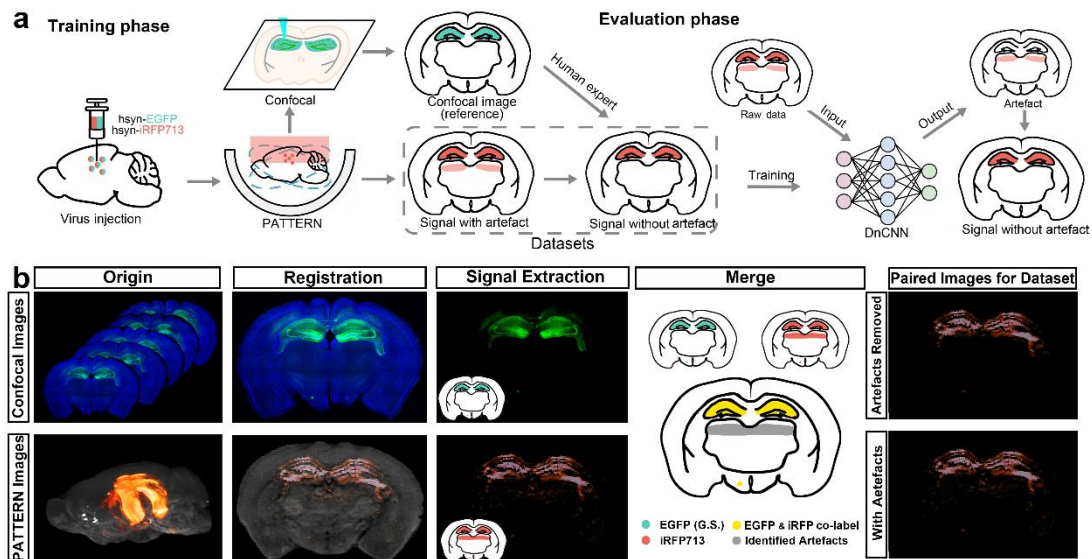 a
Training phase
Evaluation phase
hsyn-EGFP
hsyn-iRFP713
Virus injection
Confocal
PATTERN
Confocal image
(reference)
Human expert
Signal with artefact
Signal without artefact
Datasets
Training
Raw data
Input
DnCNN
Output
Artefact
Signal without artefact
b
Origin
Registration
Signal Extraction
Merge
Paired Images for Dataset
Confocal Images
Artefacts Removed
PATTERN Images
With Aetefacts
EGFP (G.S.)
EGFP & iRFP co-label
iRFP713
Identified Artefacts